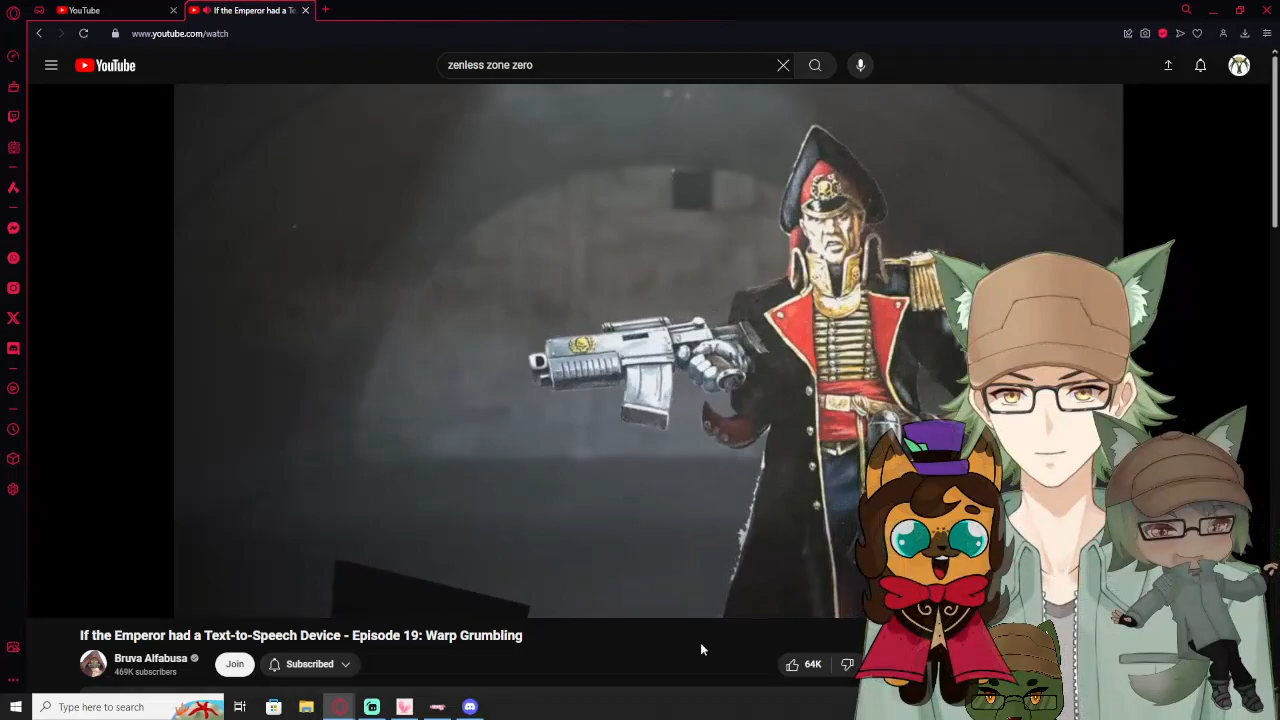 YouTube
If the Emperor had a Te
www.youtube.com/watch
YouTube
zenless zone zero
If the Emperor had a Text-to-Speech Device - Episode 19: Warp Grumbling
Bruva Alfabusa
469K subscribers
Join
Subscribed
64K
Type here to search